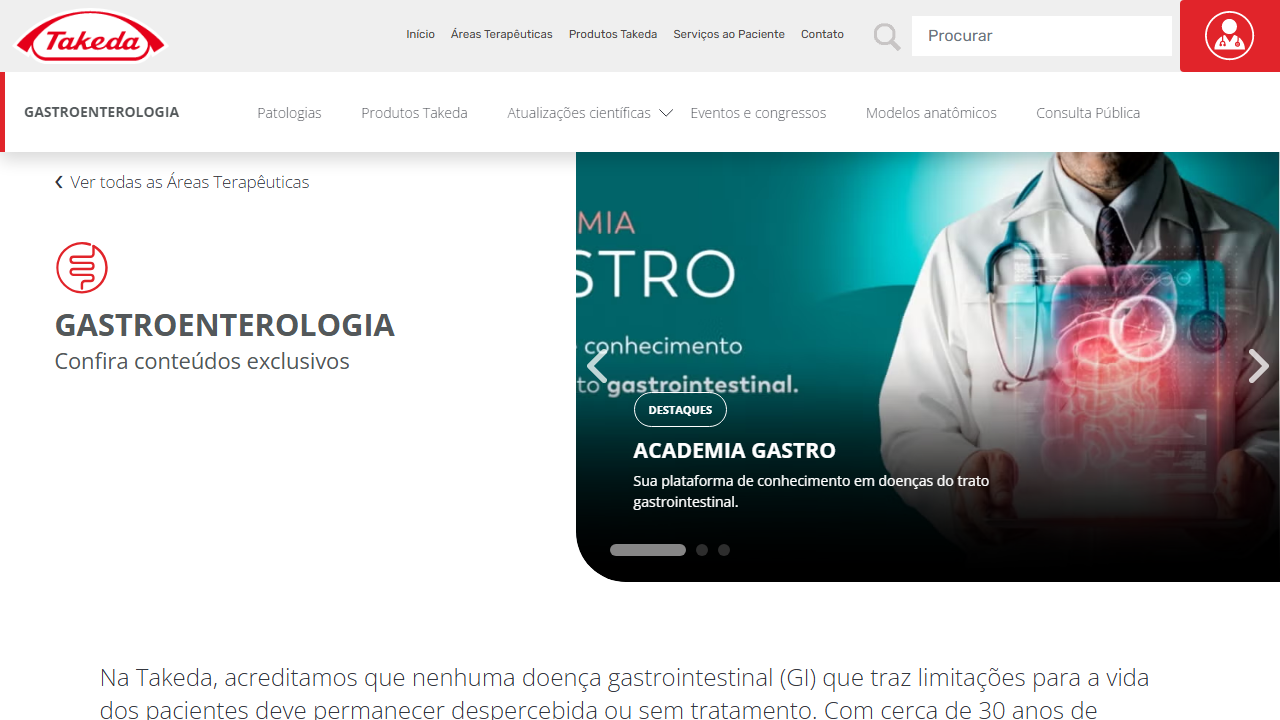 Takeda
Início Áreas Terapêuticas Produtos Takeda Serviços ao Paciente Contato Procurar
GASTROENTEROLOGIA Patologias Produtos Takeda Atualizações científicas Eventos e congressos Modelos anatômicos Consulta Pública
Ver todas as Áreas Terapêuticas
GASTROENTEROLOGIA
Confira conteúdos exclusivos
MIA
STRO
conhecimento
to gastrointestinal.
DESTAQUES
ACADEMIA GASTRO
Sua plataforma de conhecimento em doenças do trato
gastrointestinal.
Na Takeda, acreditamos que nenhuma doença gastrointestinal (GI) que traz limitações para a vida
dos pacientes deve permanecer despercebida ou sem tratamento. Com cerca de 30 anos de